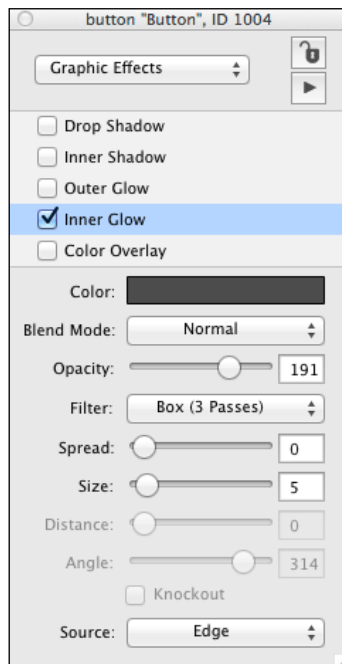 button "Button", ID 1004
Graphic Effects
Drop Shadow
Inner Shadow
Outer Glow
Inner Glow
Color Overlay
Color:
Blend Mode: Normal
Opacity: 191
Filter: Box (3 Passes)
Spread: 0
Size: 5
Distance: 0
Angle: 314
Knockout
Source: Edge